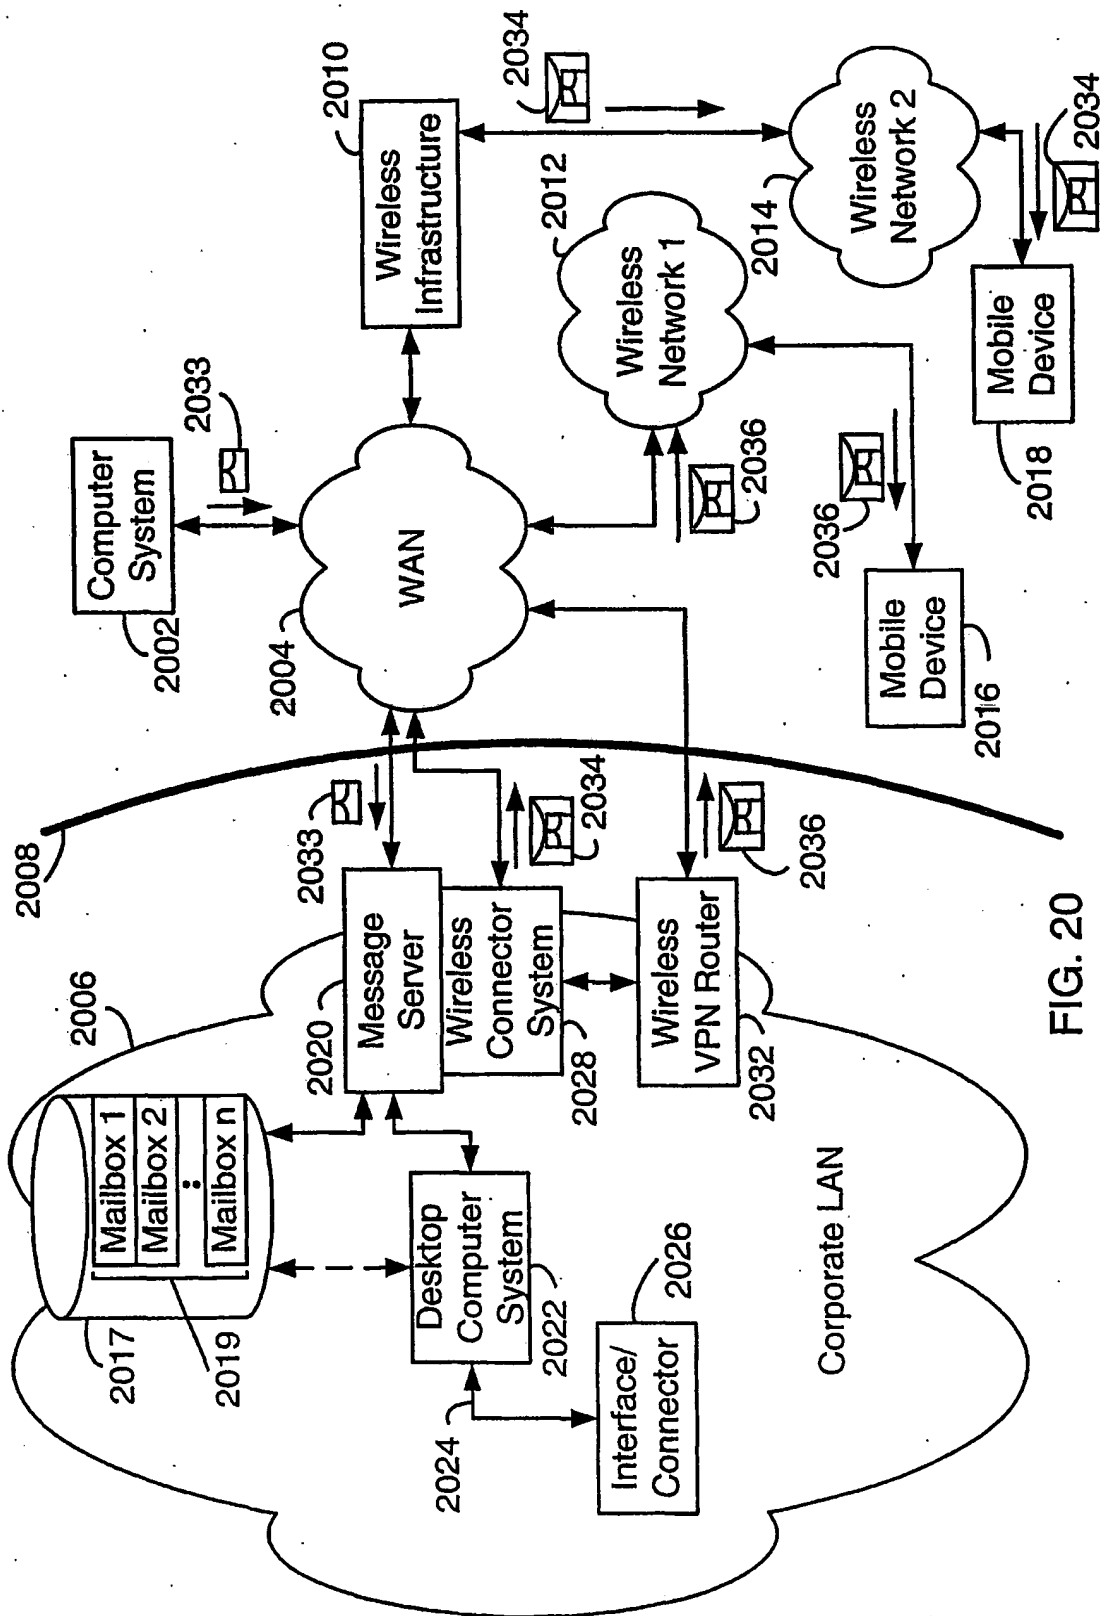 2008
2006
2017
2019
Mailbox 1
Mailbox 2
Mailbox n
2020
Message
Server
2033
Computer
System
2002
2033
2004
WAN
2010
Wireless
Infrastructure
2034
Desktop
Computer
System
2022
2024
Interface/
Connector
2026
Wireless
Connector
System
2028
2034
Wireless
VPN Router
2032
2036
2012
Wireless
Network 1
2036
2014
Wireless
Network 2
2034
2036
Mobile
Device
2016
Mobile
Device
2018
Corporate LAN
FIG. 20